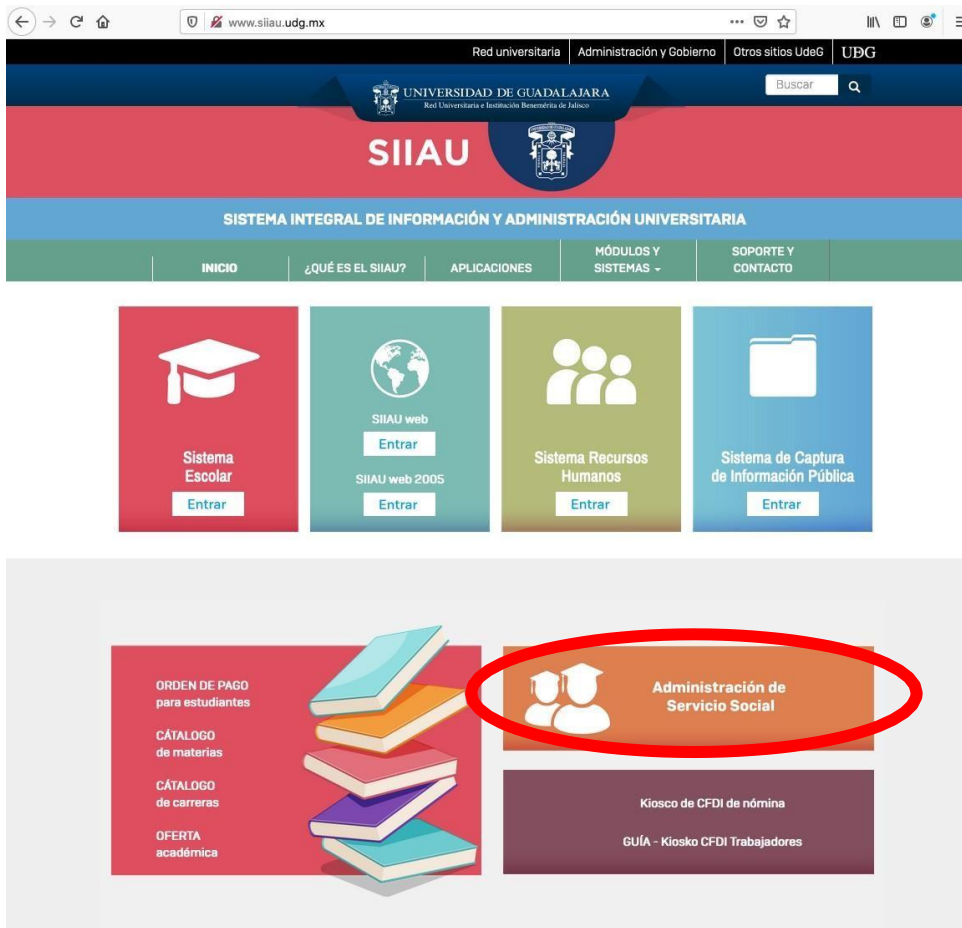 www.siiau.udg.mx
Red universitaria
Administración y Gobierno
Otros sitios UdeG
UDG
UNIVERSIDAD DE GUADALAJARA
Red Universitaria e Institución Benemérita de Jalisco
Buscar
SIIAU
SISTEMA INTEGRAL DE INFORMACIÓN Y ADMINISTRACIÓN UNIVERSITARIA
INICIO
¿QUÉ ES EL SIIAU?
APLICACIONES
MÓDULOS Y
SISTEMAS
SOPORTE Y
CONTACTO
Sistema
Escolar
Entrar
SIIAU web
Entrar
SIIAU web 2005
Entrar
Sistema Recursos
Humanos
Entrar
Sistema de Captura
de Información Pública
Entrar
ORDEN DE PAGO
para estudiantes
CÁTALOGO
de materias
CÁTALOGO
de carreras
OFERTA
académica
Administración de
Servicio Social
Kiosco de CFDI de nómina
GUÍA - Kiosko CFDI Trabajadores